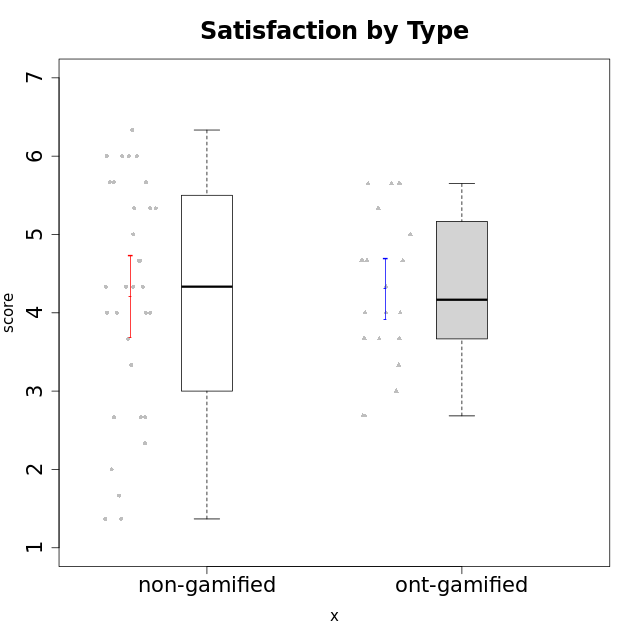 Satisfaction by Type
7
6
5
4
3
2
1
score
non-gamified
ont-gamified
x